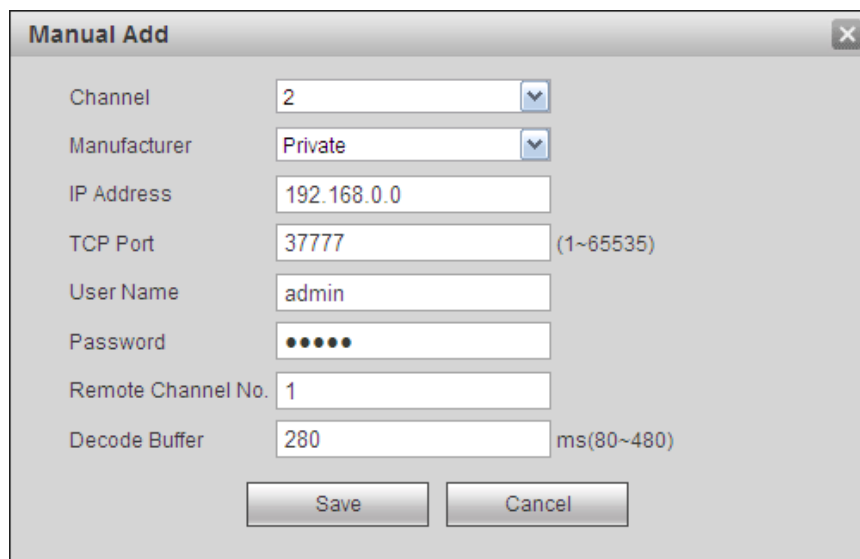 Manual Add
Channel 2
Manufacturer Private
IP Address 192.168.0.0
TCP Port 37777 (1~65535)
User Name admin
Password ●●●●●
Remote Channel No. 1
Decode Buffer 280 ms(80~480)
Save Cancel